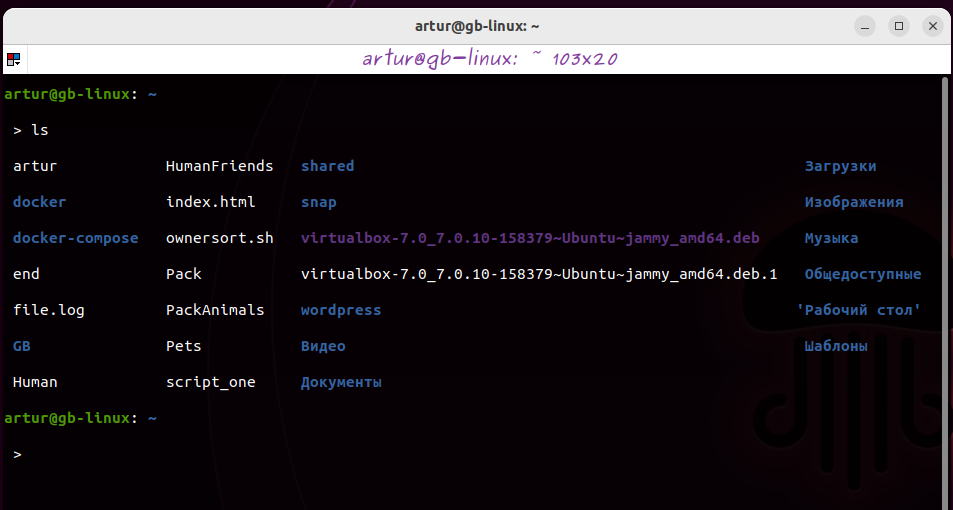 artur@gb-linux: ~
artur@gb-linux: ~ 103x20
artur@gb-linux: ~
> ls
artur HumanFriends shared Загрузки
docker index.html snap Изображения
docker-compose ownersort.sh virtualbox-7.0_7.0.10-158379~Ubuntu~jammy_amd64.deb Музыка
end Pack virtualbox-7.0_7.0.10-158379~Ubuntu~jammy_amd64.deb.1 Общедоступные
file.log PackAnimals wordpress 'Рабочий стол'
GB Pets Видео Шаблоны
Human script_one Документы
artur@gb-linux: ~
>